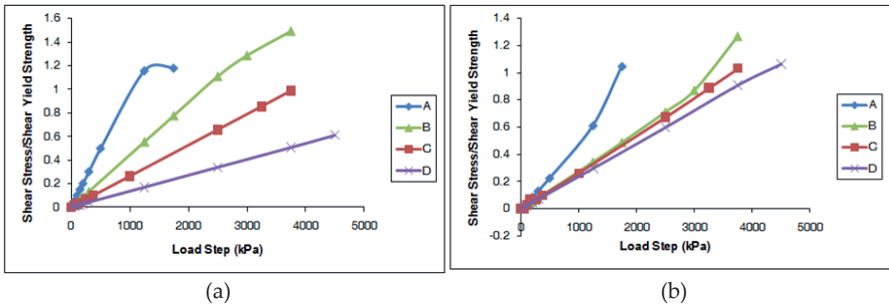 1.6
1.4
1.2
1
0.8
0.6
0.4
0.2
0
Shear Stress/Shear Yield Strength
0 1000 2000 3000 4000 5000
Load Step (kPa)
A
B
C
D
(a)
1.4
1.2
1
0.8
0.6
0.4
0.2
0
-0.2
Shear Stress/Shear Yield Strength
0 1000 2000 3000 4000 5000
Load Step (kPa)
A
B
C
D
(b)